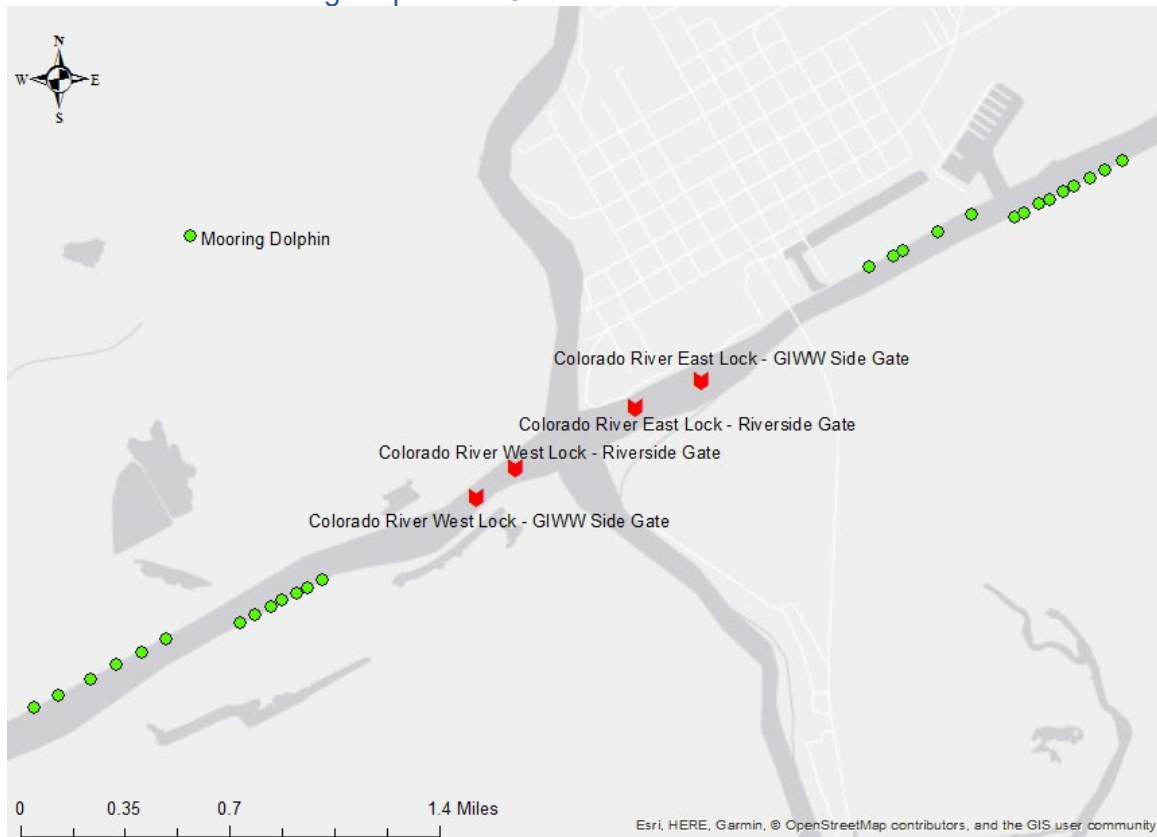 N
W E
S
Mooring Dolphin
Colorado River East Lock - GIWW Side Gate
Colorado River East Lock - Riverside Gate
Colorado River West Lock - Riverside Gate
Colorado River West Lock - GIWW Side Gate
0 0.35 0.7 1.4 Miles
Esri, HERE, Garmin, © OpenStreetMap contributors, and the GIS user community